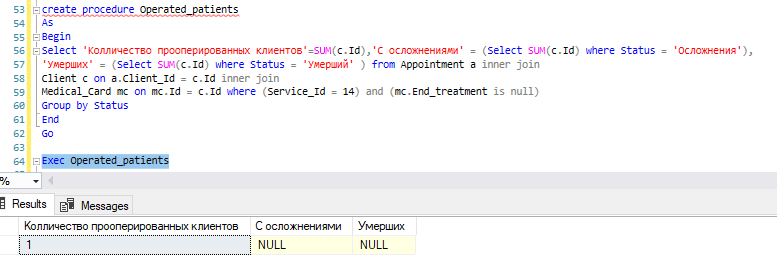 53 create procedure Operated_patients
54 As
55 Begin
56 Select 'Колличество прооперированных клиентов'=SUM(c.Id),'С осложнениями' = (Select SUM(c.Id) where Status = 'Осложнения'),
57 'Умерших' = (Select SUM(c.Id) where Status = 'Умерший' ) from Appointment a inner join
58 Client c on a.Client_Id = c.Id inner join
59 Medical_Card mc on mc.Id = c.Id where (Service_Id = 14) and (mc.End_treatment is null)
60 Group by Status
61 End
62 Go
63
64 Exec Operated_patients
%
Results Messages
Колличество прооперированных клиентов С осложнениями Умерших
1 NULL NULL